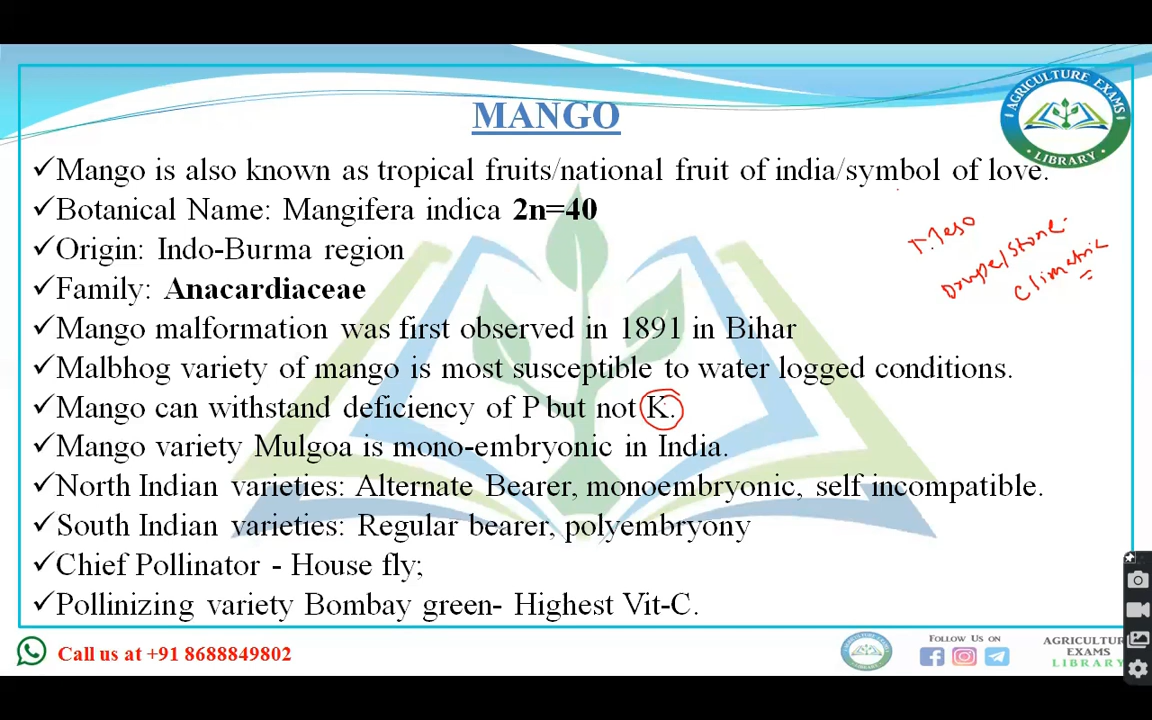 MANGO
AGRICULTURE EXAMS
LIBRARY
✓Mango is also known as tropical fruits/national fruit of india/symbol of love.
✓Botanical Name: Mangifera indica 2n=40
✓Origin: Indo-Burma region
✓Family: Anacardiaceae
Drupe/stone
Climatric
✓Mango malformation was first observed in 1891 in Bihar
✓Malbhog variety of mango is most susceptible to water logged conditions.
✓Mango can withstand deficiency of P but not K.
✓Mango variety Mulgoa is mono-embryonic in India.
✓North Indian varieties: Alternate Bearer, monoembryonic, self incompatible.
✓South Indian varieties: Regular bearer, polyembryony
✓Chief Pollinator - House fly;
✓Pollinizing variety Bombay green- Highest Vit-C.
Call us at +91 8688849802
FOLLOW US ON
AGRICULTUR
EXAMS
LIBRARY